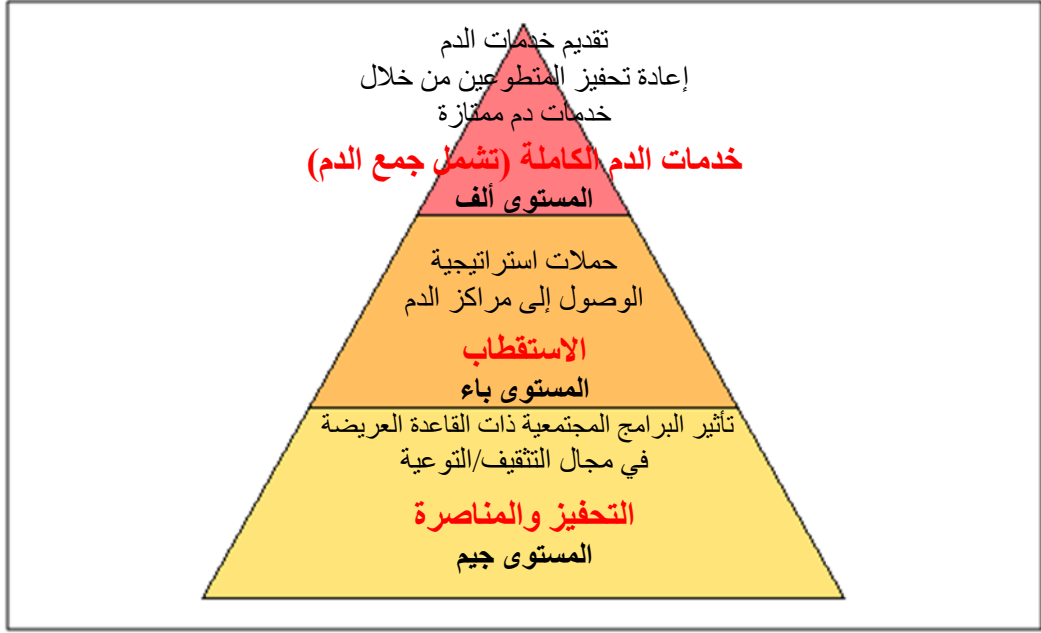 تقديم خدمات الدم
إعادة تحفيز المتطوعين من خلال
خدمات دم ممتازة
خدمات الدم الكاملة (تشمل جمع الدم)
المستوى ألف
حملات استراتيجية
الوصول إلى مراكز الدم
الاستقطاب
المستوى باء
تأثير البرامج المجتمعية ذات القاعدة العريضة
في مجال التثقيف/التوعية
التحفيز والمناصرة
المستوى جيم